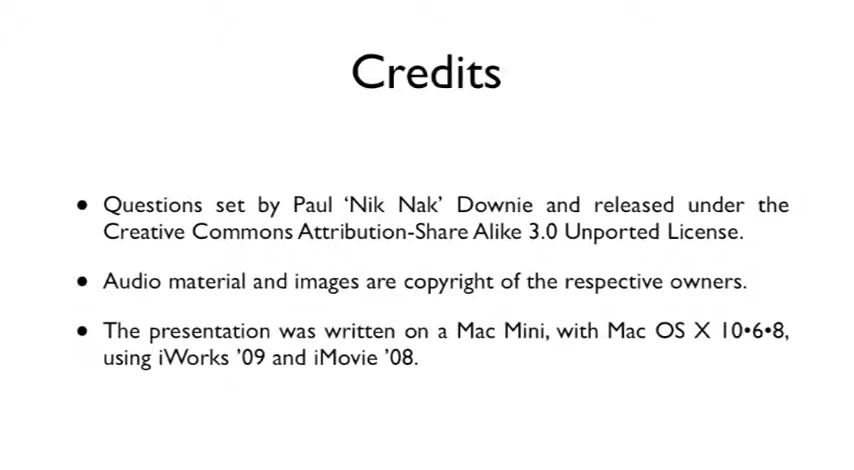 Credits
• Questions set by Paul ‘Nik Nak’ Downie and released under the
Creative Commons Attribution-Share Alike 3.0 Unported License.
• Audio material and images are copyright of the respective owners.
• The presentation was written on a Mac Mini, with Mac OS X 10•6•8,
using iWorks ’09 and iMovie ’08.